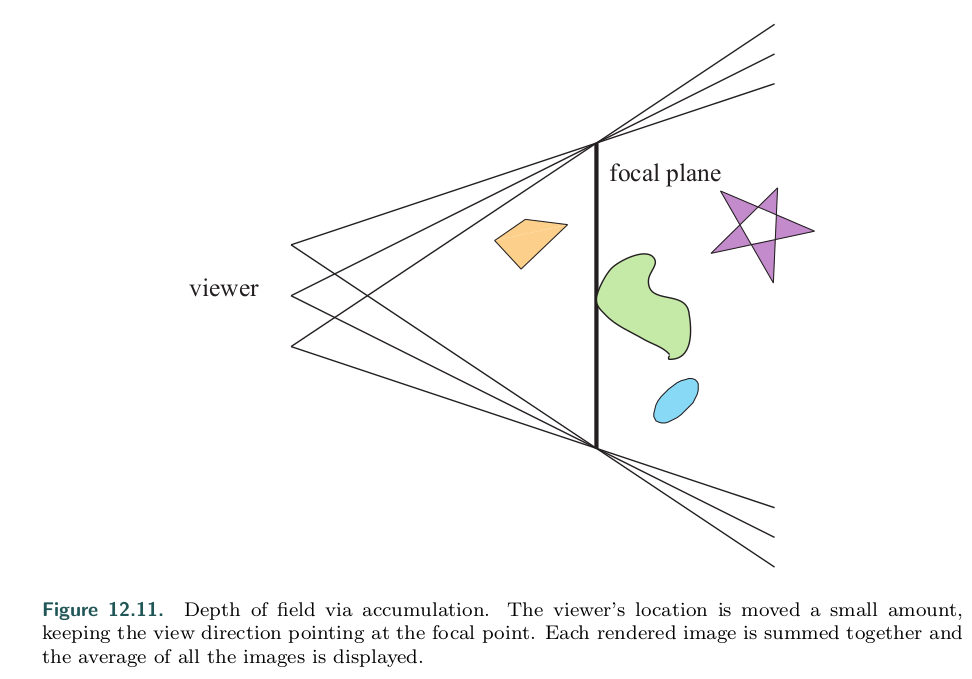 focal plane
viewer
Figure 12.11. Depth of field via accumulation. The viewer's location is moved a small amount,
keeping the view direction pointing at the focal point. Each rendered image is summed together and
the average of all the images is displayed.